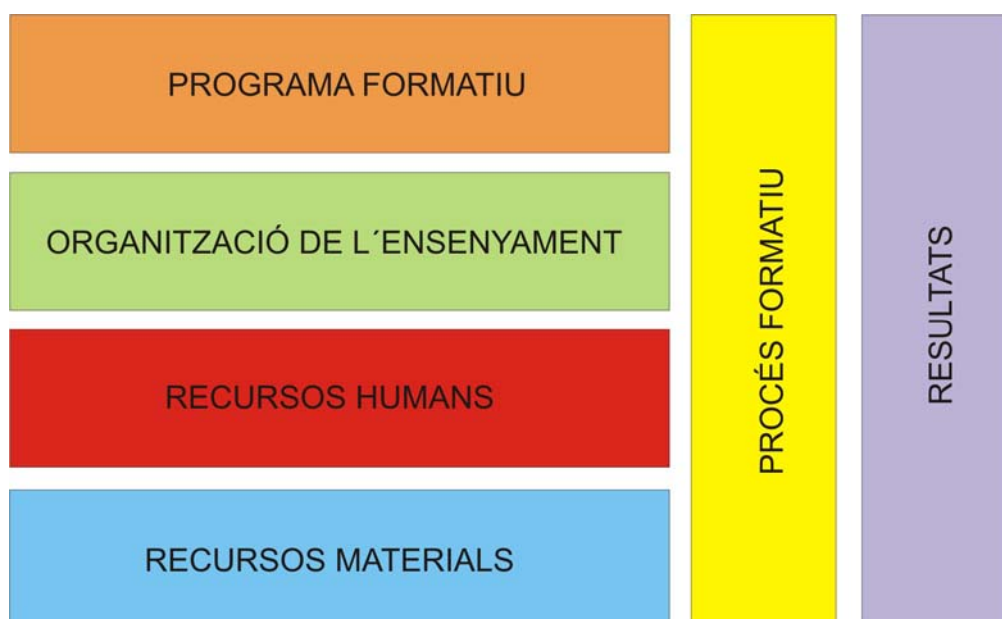 PROGRAMA FORMATIU
ORGANITZACIÓ DE L´ENSENYAMENT
RECURSOS HUMANS
RECURSOS MATERIALS
PROCÉS FORMATIU
RESULTATS